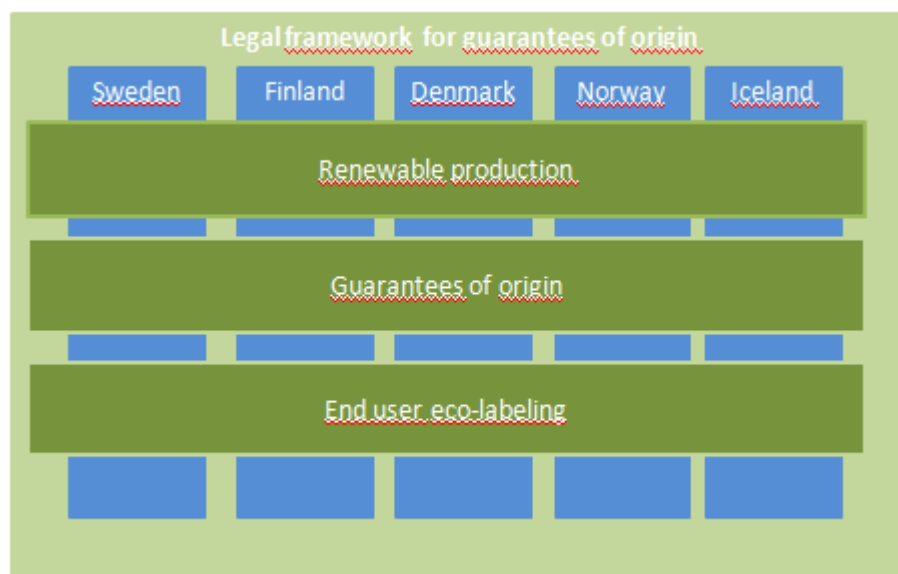 Legal framework for guarantees of origin
Sweden Finland Denmark Norway Iceland
Renewable production
Guarantees of origin
End user eco-labeling